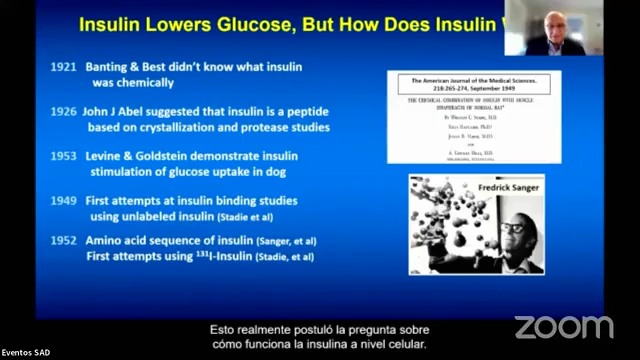 Insulin Lowers Glucose, But How Does Insulin
1921 Banting & Best didn't know what insulin
was chemically
1926 John J Abel suggested that insulin is a peptide
based on crystallization and protease studies
1953 Levine & Goldstein demonstrate insulin
stimulation of glucose uptake in dog
1949 First attempts at insulin binding studies
using unlabeled insulin (Stadie et al)
1952 Amino acid sequence of insulin (Sanger, et al)
First attempts using ¹³¹I-Insulin (Stadie, et al)
The American Journal of the Medical Sciences.
218:265-274, September 1949
THE CHEMICAL COMBINATION OF INSULIN WITH MUSCLE
OF NORMAL RAT
Fredrick Sanger
Esto realmente postuló la pregunta sobre
cómo funciona la insulina a nivel celular.
zoom
Eventos SAD